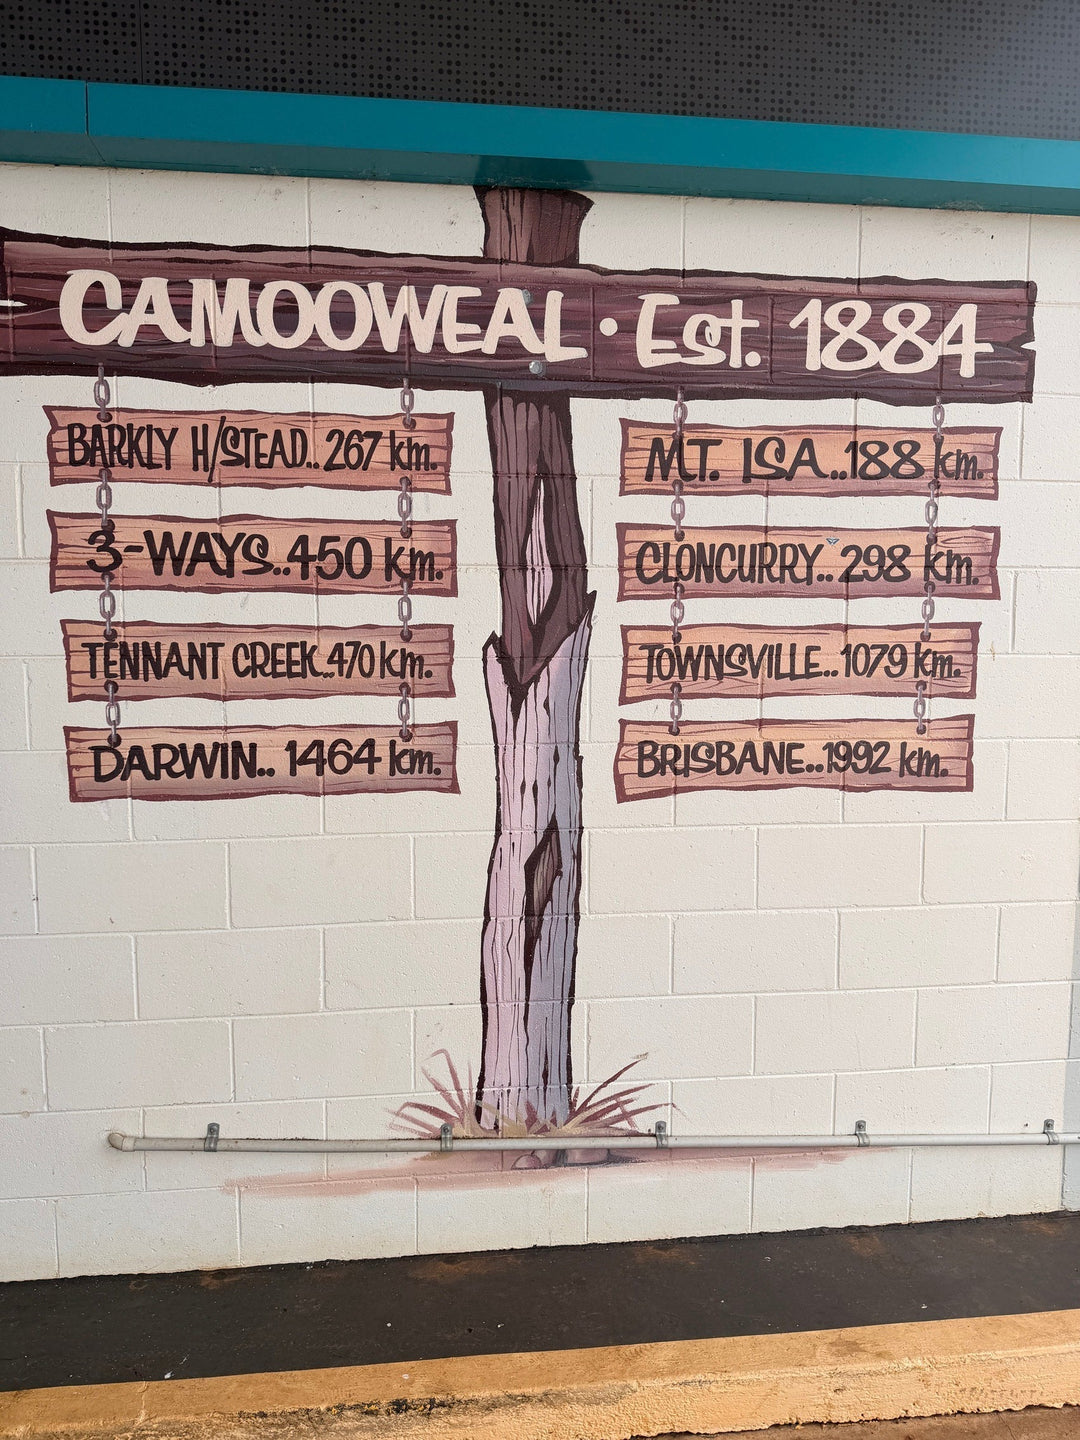 CAMOOWEAL · Est. 1884
BARKLY H/STEAD.. 267 km.
3-WAYS..450 km.
TENNANT CREEK...470 km.
DARWIN.. 1464 km.
MT. ISA..188 km.
CLONCURRY.. 298 km.
TOWNSVILLE..1079 km.
BRISBANE..1992 km.